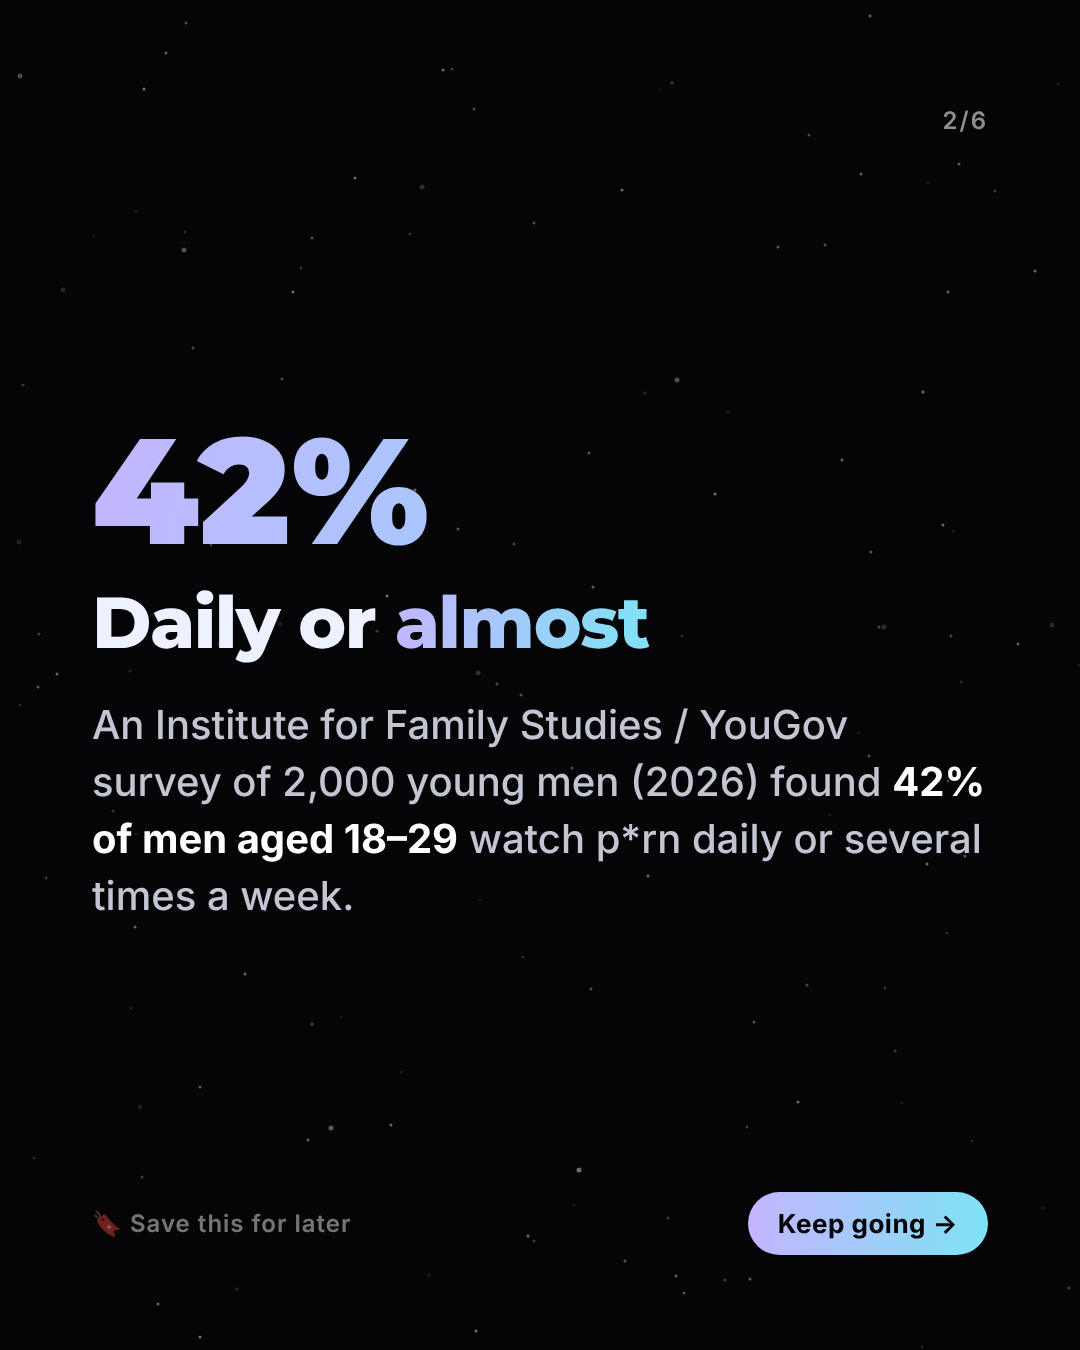 2/6
42%
Daily or almost
An Institute for Family Studies / YouGov
survey of 2,000 young men (2026) found 42%
of men aged 18–29 watch p*rn daily or several
times a week.
🔖 Save this for later
Keep going →